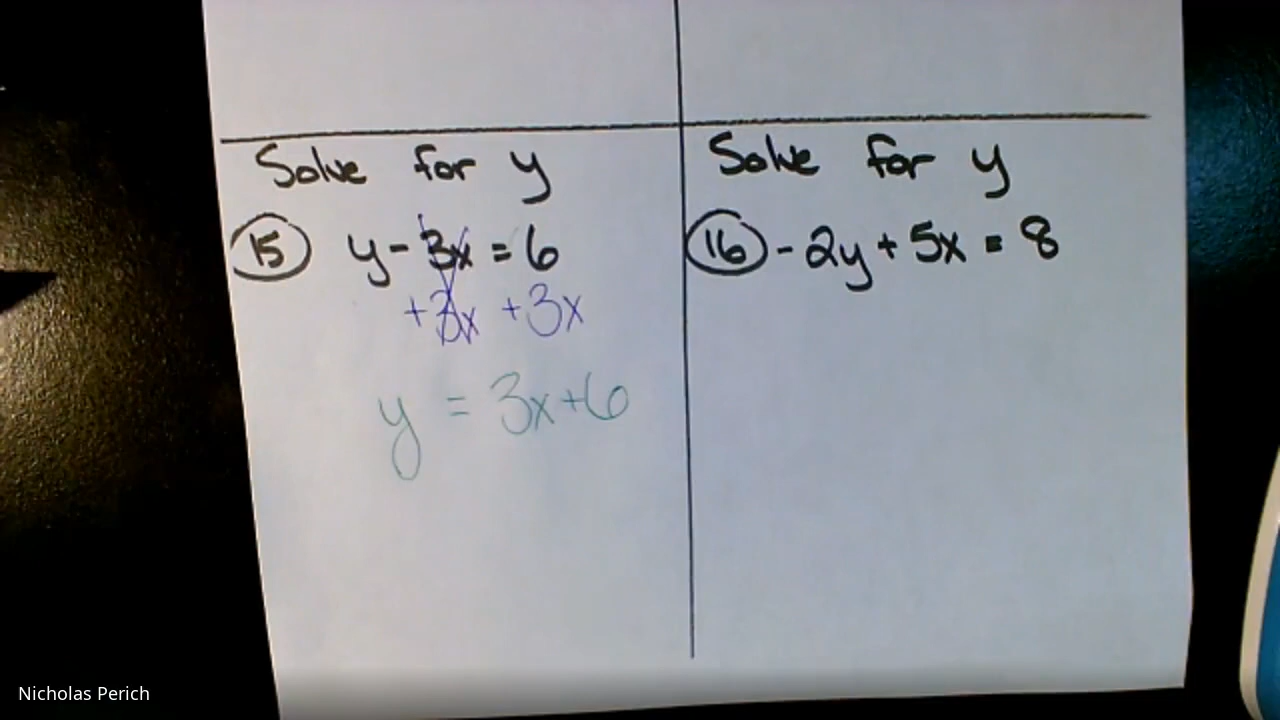 Solve for y
15 y - 3x = 6
+3x +3x
y = 3x+6
Solve for y
16 - 2y + 5x = 8
Nicholas Perich